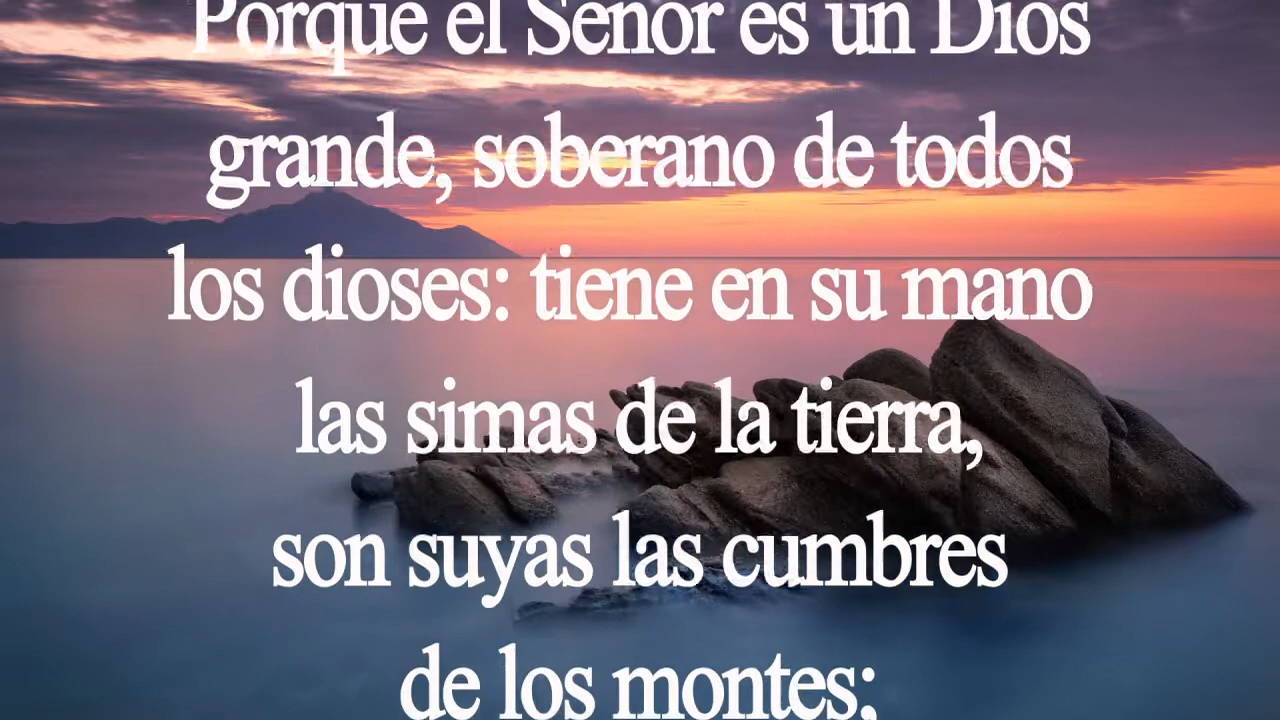 Porque el Señor es un Dios
grande, soberano de todos
los dioses: tiene en su mano
las simas de la tierra,
son suyas las cumbres
de los montes;